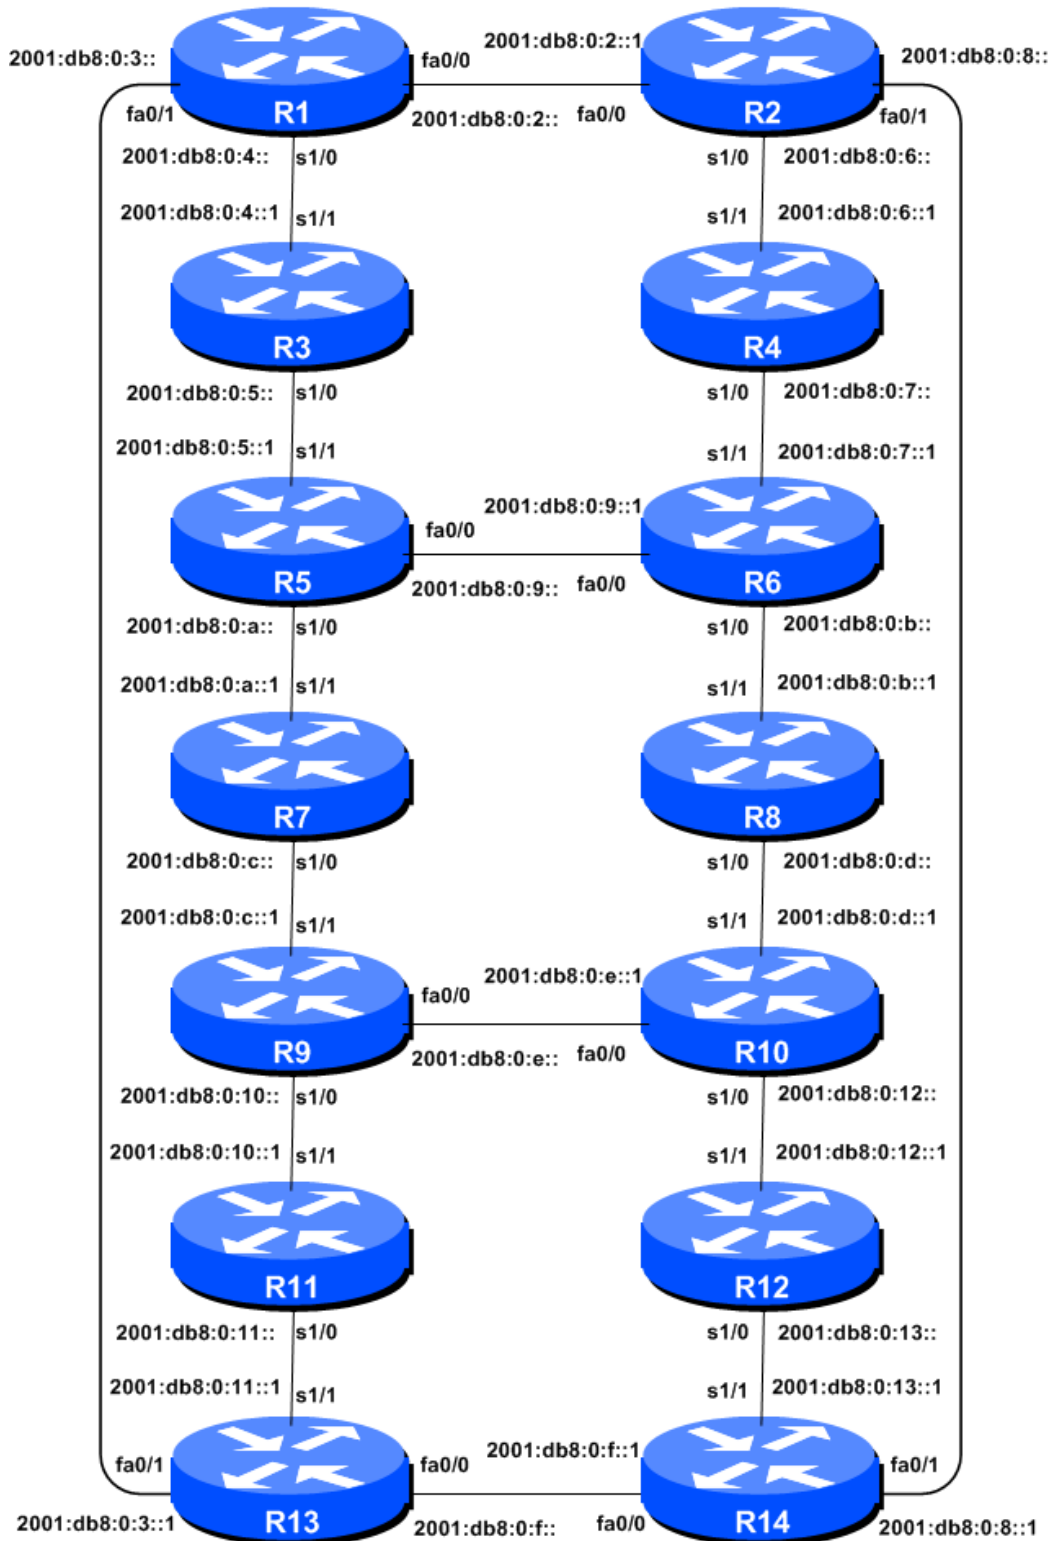 2001:db8:0:3::
fa0/0
2001:db8:0:2::1
2001:db8:0:8::
fa0/1
R1
2001:db8:0:2::
fa0/0
R2
fa0/1
2001:db8:0:4::
s1/0
s1/0
2001:db8:0:6::
2001:db8:0:4::1
s1/1
s1/1
2001:db8:0:6::1
R3
R4
2001:db8:0:5::
s1/0
s1/0
2001:db8:0:7::
2001:db8:0:5::1
s1/1
s1/1
2001:db8:0:7::1
fa0/0
2001:db8:0:9::1
R5
2001:db8:0:9::
fa0/0
R6
2001:db8:0:a::
s1/0
s1/0
2001:db8:0:b::
2001:db8:0:a::1
s1/1
s1/1
2001:db8:0:b::1
R7
R8
2001:db8:0:c::
s1/0
s1/0
2001:db8:0:d::
2001:db8:0:c::1
s1/1
s1/1
2001:db8:0:d::1
fa0/0
2001:db8:0:e::1
R9
2001:db8:0:e::
fa0/0
R10
2001:db8:0:10::
s1/0
s1/0
2001:db8:0:12::
2001:db8:0:10::1
s1/1
s1/1
2001:db8:0:12::1
R11
R12
2001:db8:0:11::
s1/0
s1/0
2001:db8:0:13::
2001:db8:0:11::1
s1/1
s1/1
2001:db8:0:13::1
fa0/1
fa0/0
2001:db8:0:f::1
fa0/1
2001:db8:0:3::1
R13
2001:db8:0:f::
fa0/0
R14
2001:db8:0:8::1